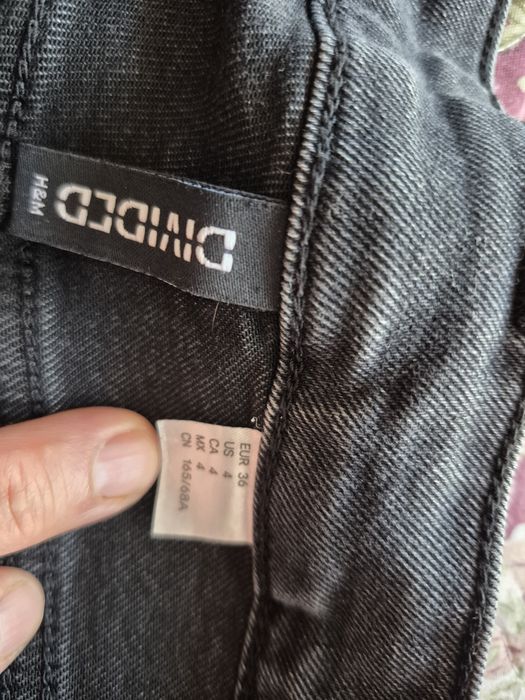 DIVIDED
H&M
EUR 36
US 4
CA 4
MX 4
CN 165/68A